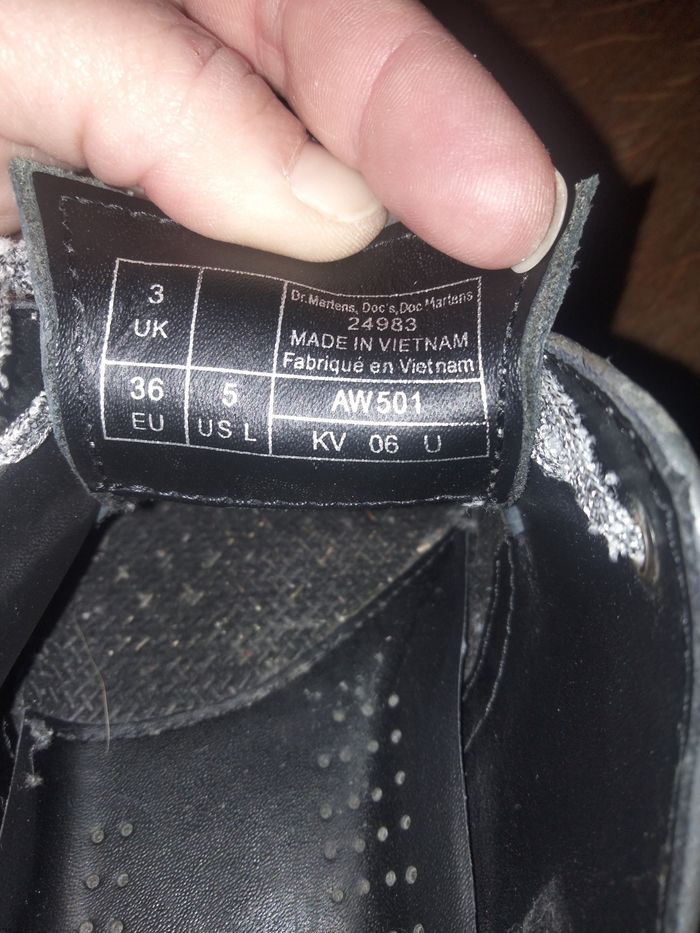 3
UK
Dr.Martens, Doc's, Doc Martens
24983
MADE IN VIETNAM
Fabriqué en Vietnam
36
EU
5
US L
AW501
KV 06 U